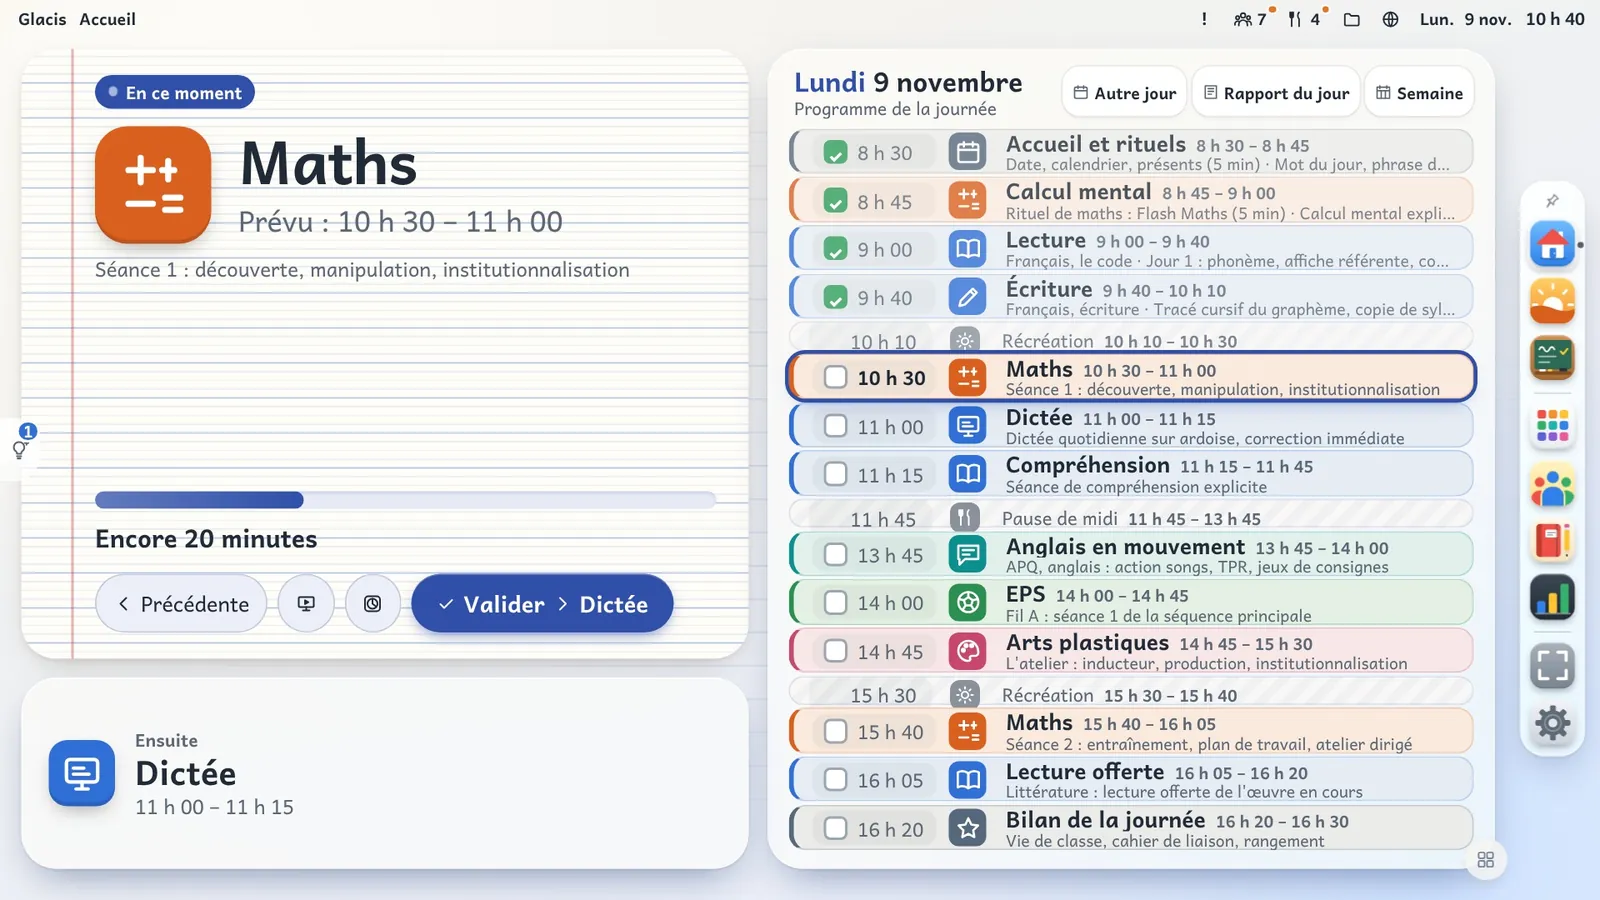 Glacis Accueil
! 7 4 Lun. 9 nov. 10 h 40
En ce moment
Maths
Prévu : 10 h 30 – 11 h 00
Séance 1 : découverte, manipulation, institutionnalisation
1
Encore 20 minutes
Précédente
Valider > Dictée
Ensuite
Dictée
11 h 00 – 11 h 15
Lundi 9 novembre
Programme de la journée
Autre jour
Rapport du jour
Semaine
8 h 30 Accueil et rituels 8 h 30 – 8 h 45
Date, calendrier, présents (5 min) · Mot du jour, phrase d...
8 h 45 Calcul mental 8 h 45 – 9 h 00
Rituel de maths : Flash Maths (5 min) · Calcul mental expli...
9 h 00 Lecture 9 h 00 – 9 h 40
Français, le code · Jour 1 : phonème, affiche référente, co...
9 h 40 Écriture 9 h 40 – 10 h 10
Français, écriture · Tracé cursif du graphème, copie de syl...
10 h 10 Récréation 10 h 10 – 10 h 30
10 h 30 Maths 10 h 30 – 11 h 00
Séance 1 : découverte, manipulation, institutionnalisation
11 h 00 Dictée 11 h 00 – 11 h 15
Dictée quotidienne sur ardoise, correction immédiate
11 h 15 Compréhension 11 h 15 – 11 h 45
Séance de compréhension explicite
11 h 45 Pause de midi 11 h 45 – 13 h 45
13 h 45 Anglais en mouvement 13 h 45 – 14 h 00
APQ, anglais : action songs, TPR, jeux de consignes
14 h 00 EPS 14 h 00 – 14 h 45
Fil A : séance 1 de la séquence principale
14 h 45 Arts plastiques 14 h 45 – 15 h 30
L'atelier : inducteur, production, institutionnalisation
15 h 30 Récréation 15 h 30 – 15 h 40
15 h 40 Maths 15 h 40 – 16 h 05
Séance 2 : entraînement, plan de travail, atelier dirigé
16 h 05 Lecture offerte 16 h 05 – 16 h 20
Littérature : lecture offerte de l'œuvre en cours
16 h 20 Bilan de la journée 16 h 20 – 16 h 30
Vie de classe, cahier de liaison, rangement